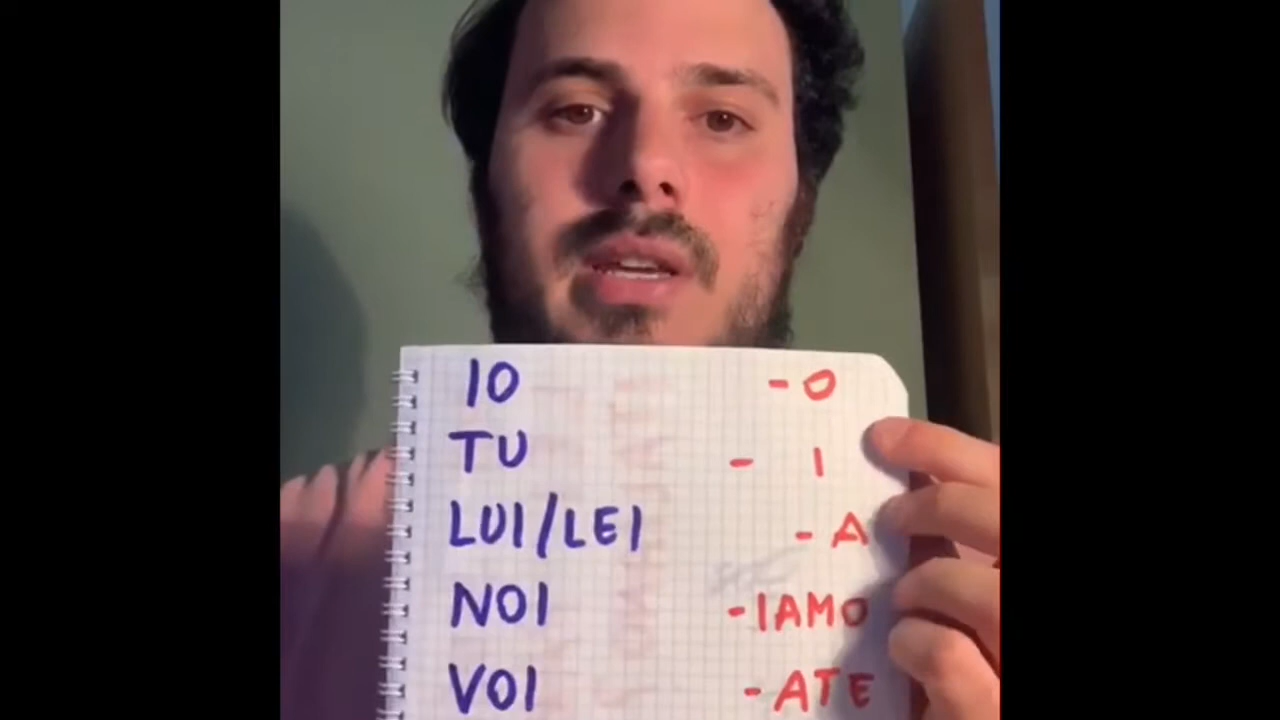 IO -O
TU - I
LUI/LEI -A
NOI -IAMO
VOI -ATE